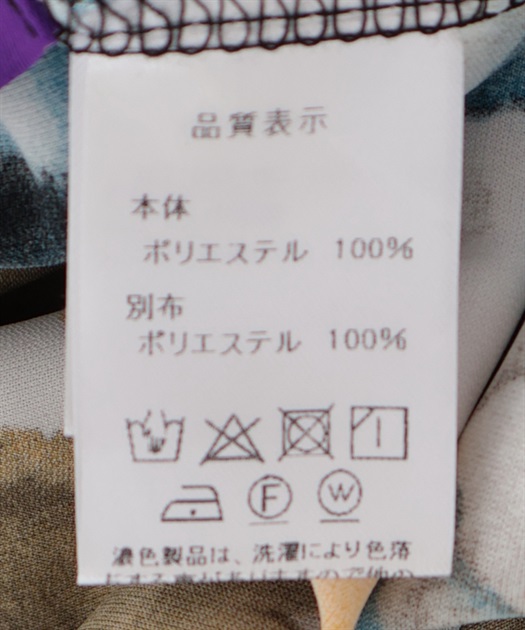 品質表示
本体
ポリエステル 100%
別布
ポリエステル 100%
F W
濃色製品は、洗濯により色落